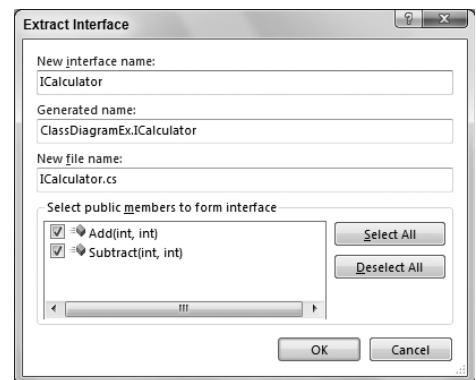 Extract Interface
New interface name:
ICalculator
Generated name:
ClassDiagramEx.ICalculator
New file name:
ICalculator.cs
Select public members to form interface
Add(int, int)
Subtract(int, int)
Select All
Deselect All
OK
Cancel